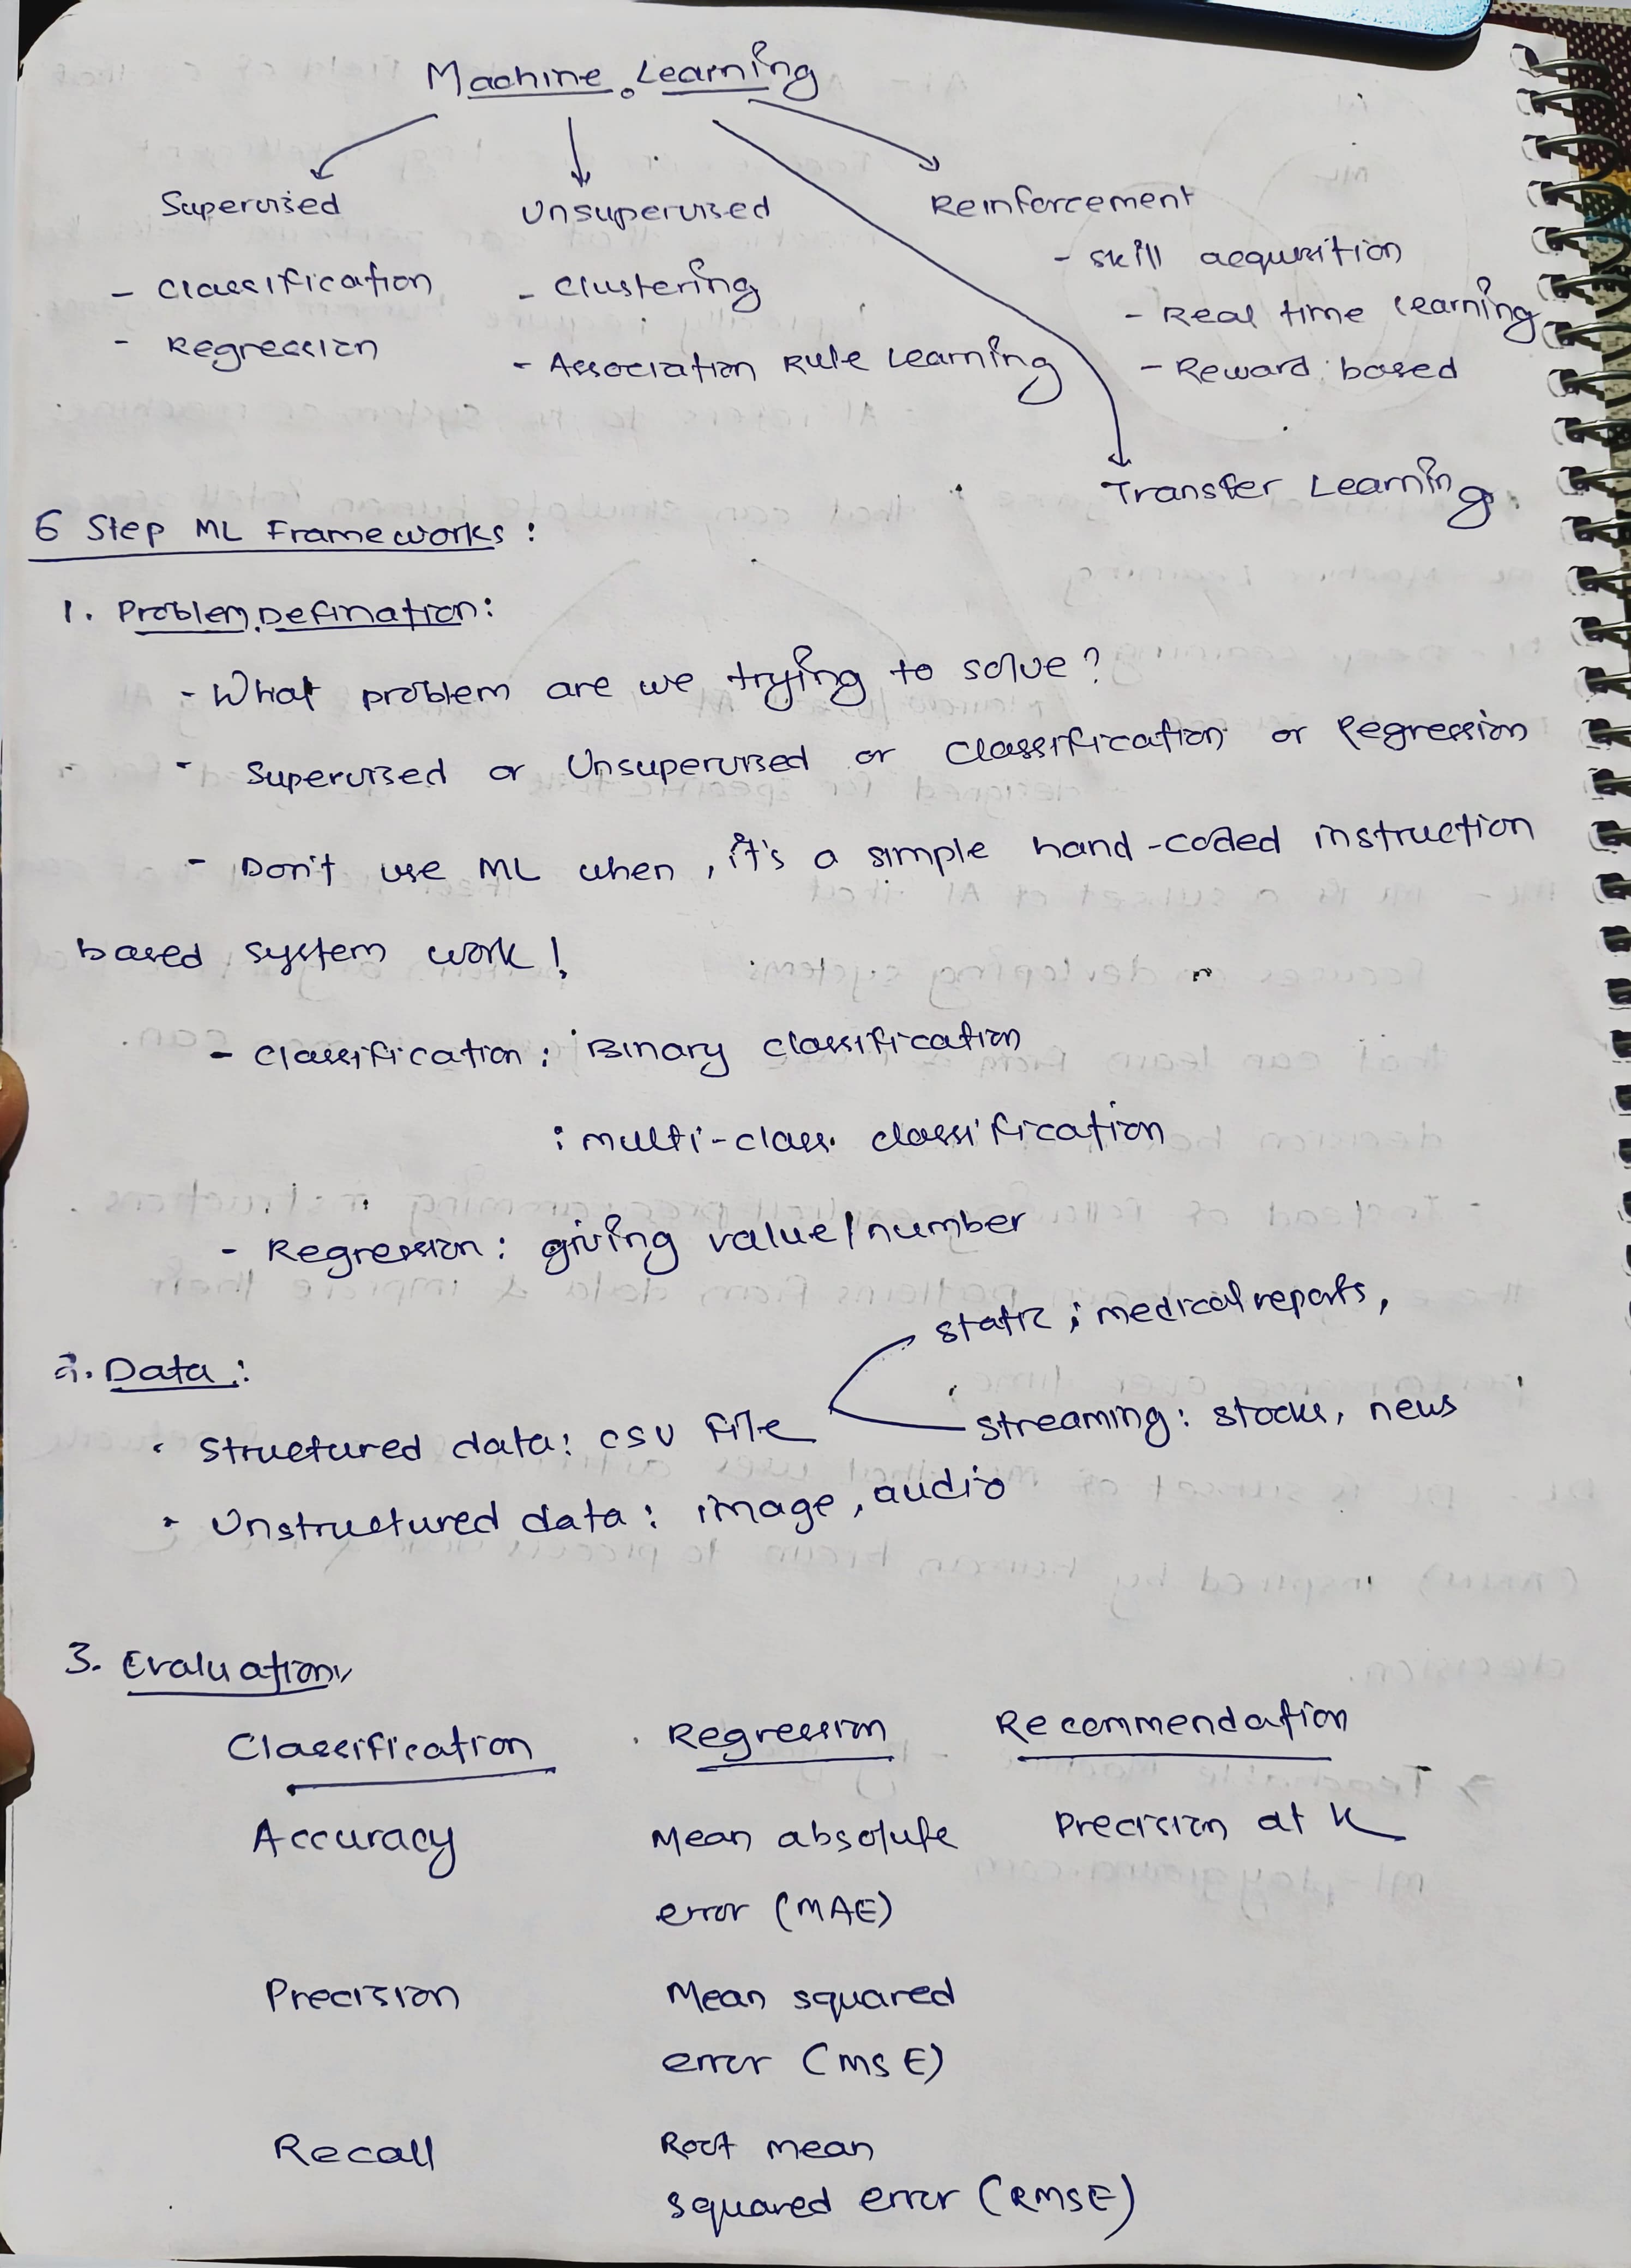 Machine Learning
Supervised Unsupervised Reinforcement
- Classification - Clustering - skill acquisition
- Regression - Association Rule Learning - Real time learning
- Reward based
Transfer Learning
6 Step ML Frameworks :
1. Problem Defination :
- What problem are we trying to solve ?
- Supervised or Unsupervised or Classification or Regression
- Don't use ML when , it's a simple hand-coded instruction
based system work !
- Classification : Binary classification
: multi-class classification
- Regression : giving value/number
static ; medical reports,
2. Data :
streaming : stocks, news
• Structured data : csv file
• Unstructured data : image, audio
3. Evaluation
Classification Regression Recommendation
Accuracy Mean absolute Precision at K
error (MAE)
Precision Mean squared
error (MSE)
Recall Root mean
squared error (RMSE)